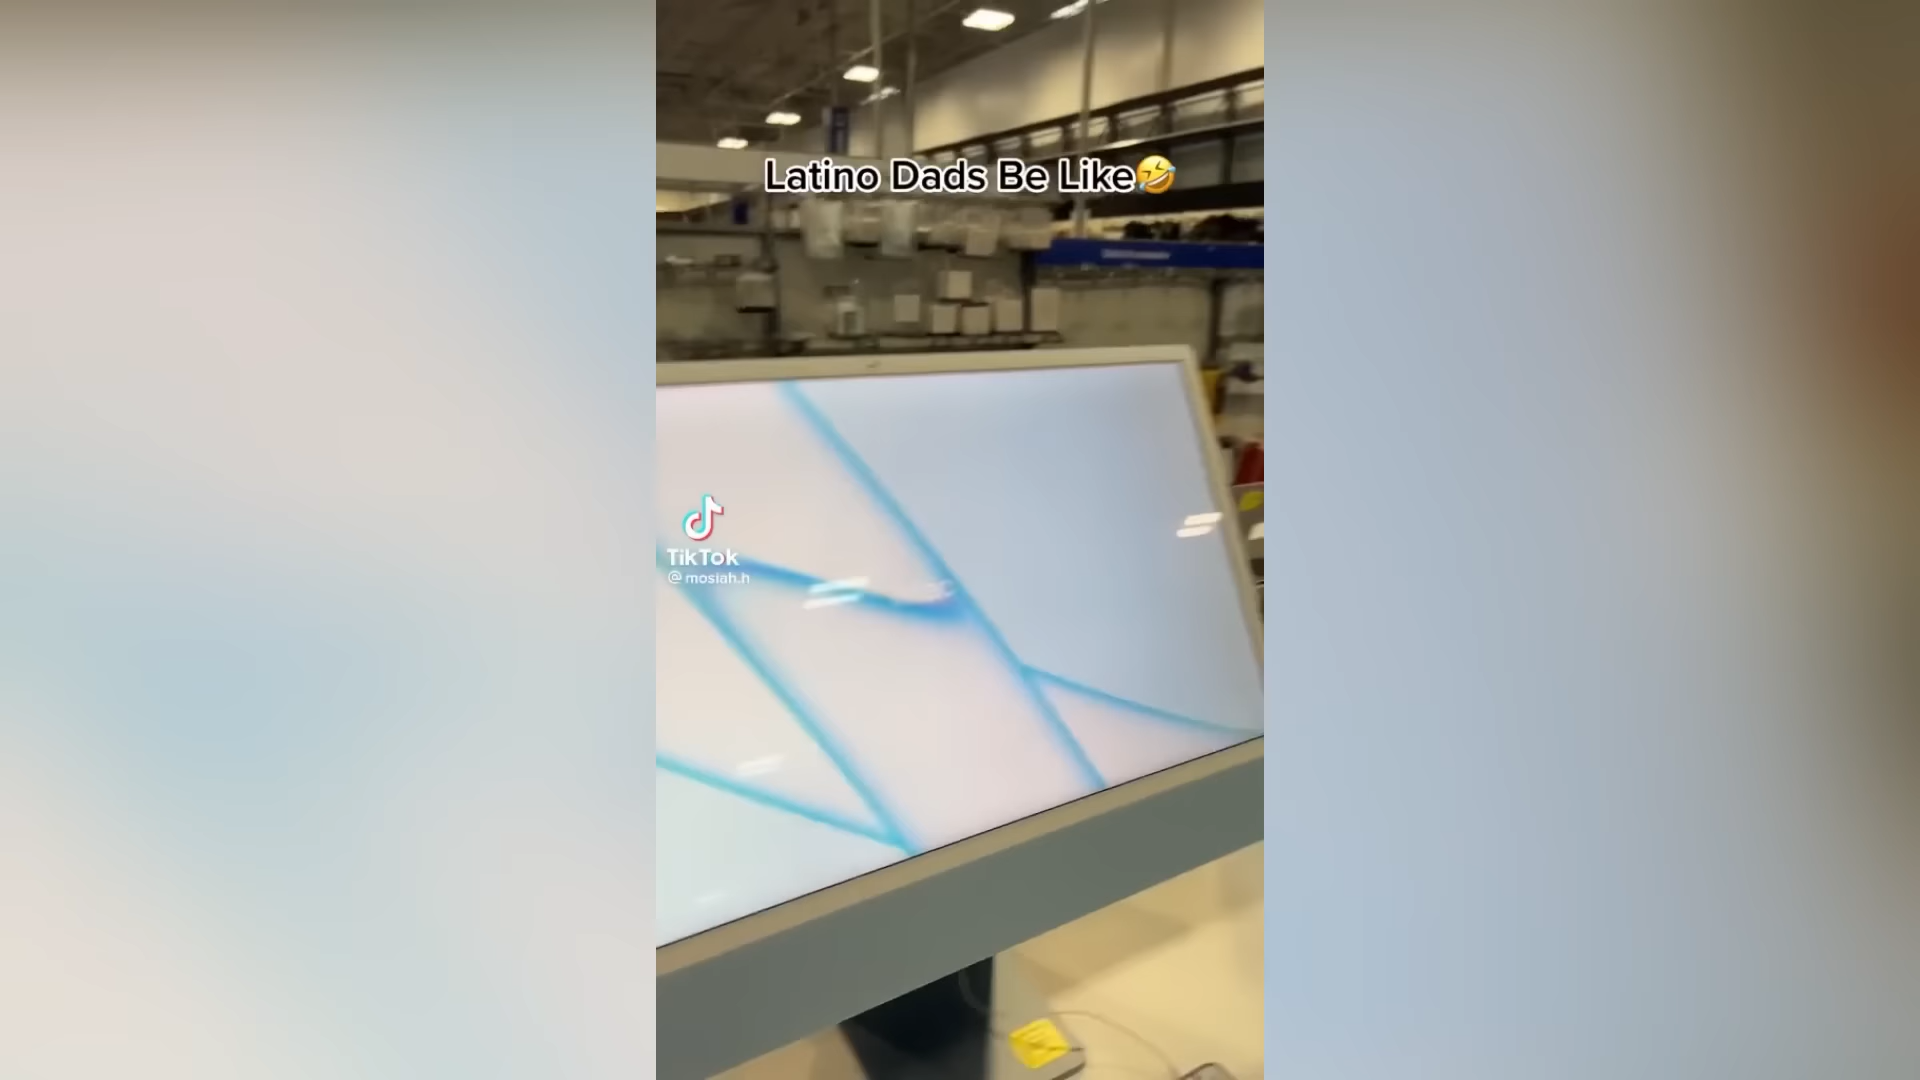 Latino Dads Be Like🤣
TikTok
@mosiah.h